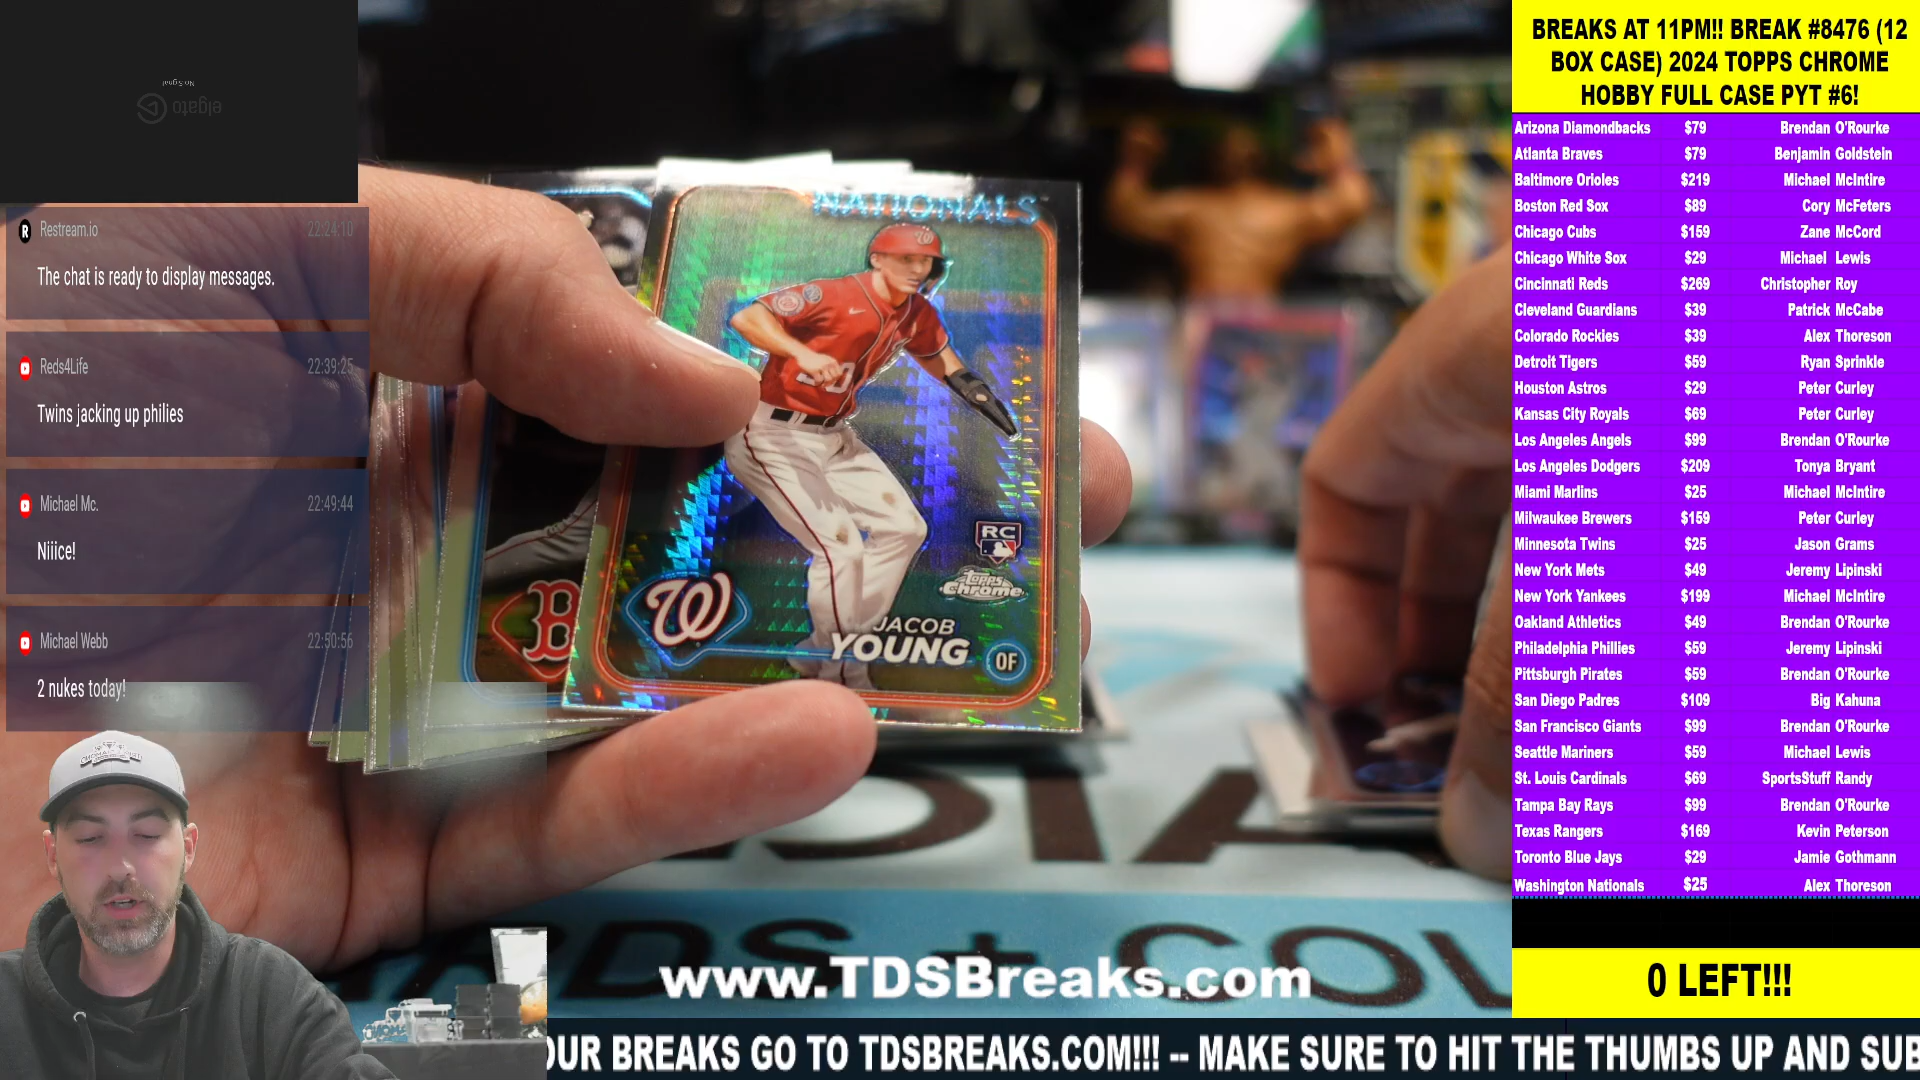 No Signal
elgato
Restream.io 22:24:10
The chat is ready to display messages.
Reds4Life 22:39:25
Twins jacking up philies
Michael Mc. 22:49:44
Niiice!
Michael Webb 22:50:56
2 nukes today!
NATIONALS
W
RC
topps
Chrome
W
JACOB
YOUNG
OF
B
www.TDSBreaks.com
OUR BREAKS GO TO TDSBREAKS.COM!!! -- MAKE SURE TO HIT THE THUMBS UP AND SUB
BREAKS AT 11PM!! BREAK #8476 (12
BOX CASE) 2024 TOPPS CHROME
HOBBY FULL CASE PYT #6!
Arizona Diamondbacks $79 Brendan O'Rourke
Atlanta Braves $79 Benjamin Goldstein
Baltimore Orioles $219 Michael McIntire
Boston Red Sox $89 Cory McFeters
Chicago Cubs $159 Zane McCord
Chicago White Sox $29 Michael Lewis
Cincinnati Reds $269 Christopher Roy
Cleveland Guardians $39 Patrick McCabe
Colorado Rockies $39 Alex Thoreson
Detroit Tigers $59 Ryan Sprinkle
Houston Astros $29 Peter Curley
Kansas City Royals $69 Peter Curley
Los Angeles Angels $99 Brendan O'Rourke
Los Angeles Dodgers $209 Tonya Bryant
Miami Marlins $25 Michael McIntire
Milwaukee Brewers $159 Peter Curley
Minnesota Twins $25 Jason Grams
New York Mets $49 Jeremy Lipinski
New York Yankees $199 Michael McIntire
Oakland Athletics $49 Brendan O'Rourke
Philadelphia Phillies $59 Jeremy Lipinski
Pittsburgh Pirates $59 Brendan O'Rourke
San Diego Padres $109 Big Kahuna
San Francisco Giants $99 Brendan O'Rourke
Seattle Mariners $59 Michael Lewis
St. Louis Cardinals $69 SportsStuff Randy
Tampa Bay Rays $99 Brendan O'Rourke
Texas Rangers $169 Kevin Peterson
Toronto Blue Jays $29 Jamie Gothmann
Washington Nationals $25 Alex Thoreson
0 LEFT!!!